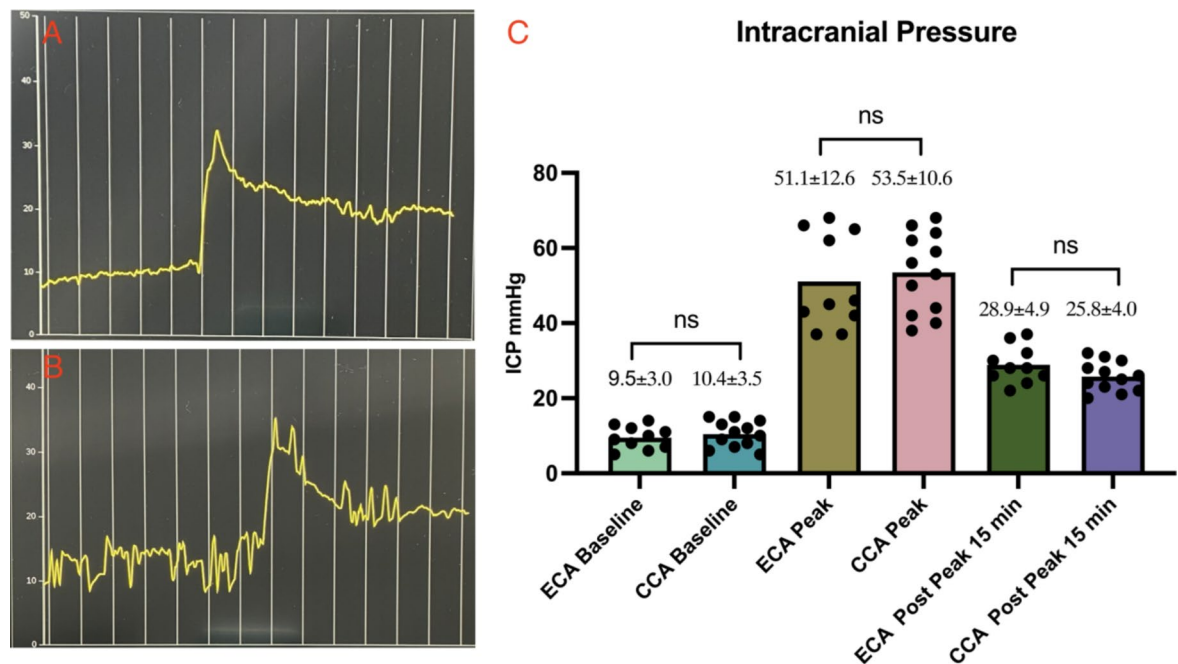 A
50
40
30
20
10
0
B
40
30
20
10
0
C
Intracranial Pressure
ICP mmHg
80
60
40
20
0
ns
9.5±3.0 10.4±3.5
ns
51.1±12.6 53.5±10.6
ns
28.9±4.9 25.8±4.0
ECA Baseline
CCA Baseline
ECA Peak
CCA Peak
ECA Post Peak 15 min
CCA Post Peak 15 min